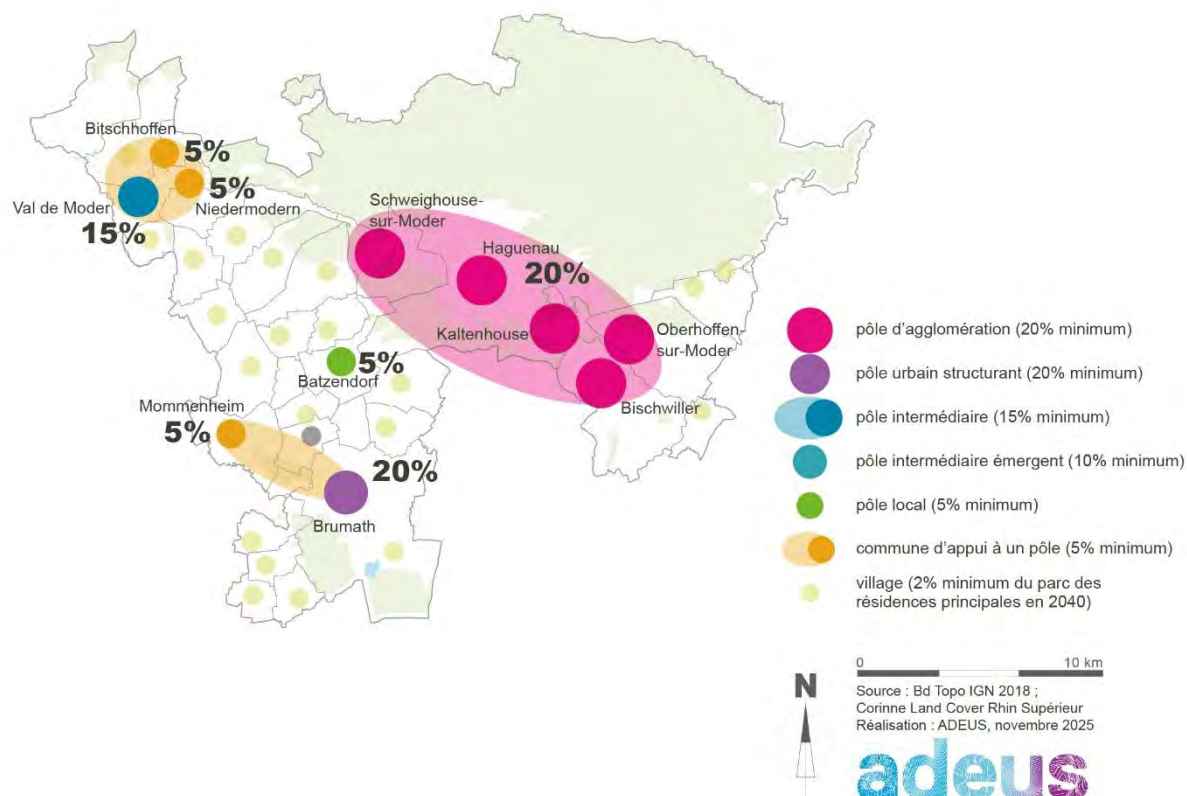 Bitschhoffen
5%
5%
Val de Moder
Niedermodern
15%
Schweighouse-
sur-Moder
Haguenau
20%
Kaltenhouse
Oberhoffen-
sur-Moder
Bischwiller
5%
Batzendorf
Mommenheim
5%
20%
Brumath
pôle d'agglomération (20% minimum)
pôle urbain structurant (20% minimum)
pôle intermédiaire (15% minimum)
pôle intermédiaire émergent (10% minimum)
pôle local (5% minimum)
commune d'appui à un pôle (5% minimum)
village (2% minimum du parc des
résidences principales en 2040)
0 10 km
N
Source : Bd Topo IGN 2018 ;
Corinne Land Cover Rhin Supérieur
Réalisation : ADEUS, novembre 2025
adeus